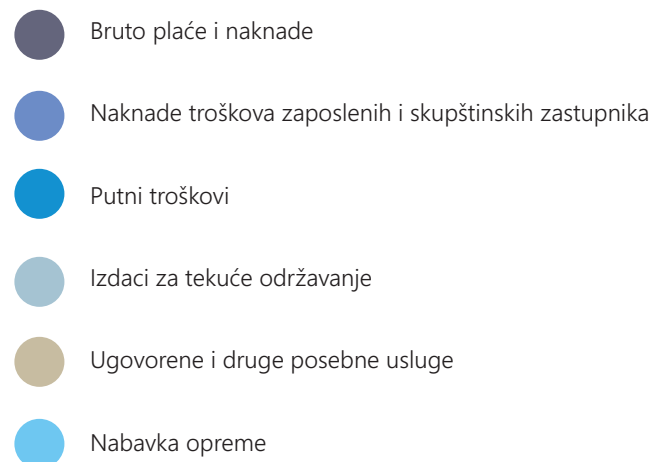 Bruto plaće i naknade
Naknade troškova zaposlenih i skupštinskih zastupnika
Putni troškovi
Izdaci za tekuće održavanje
Ugovorene i druge posebne usluge
Nabavka opreme